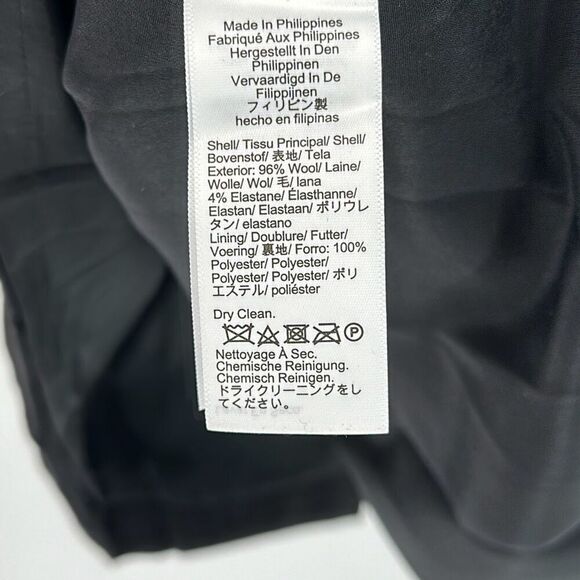 Made In Philippines
Fabriqué Aux Philippines
Hergestellt In Den
Philippinen
Vervaardigd In De
Filippijnen
フィリピン製
hecho en filipinas
Shell/ Tissu Principal/ Shell/
Bovenstof/ 表地/ Tela
Exterior: 96% Wool/ Laine/
Wolle/ Wol/ 毛/ lana
4% Elastane/ Élasthanne/
Elastan/ Elastaan/ ポリウレ
タン/ elastano
Lining/ Doublure/ Futter/
Voering/ 裏地/ Forro: 100%
Polyester/ Polyester/
Polyester/ Polyester/ ポリ
エステル/ poliéster
Dry Clean.
P
Nettoyage À Sec.
Chemische Reinigung.
Chemisch Reinigen.
ドライクリーニングをし
てください。